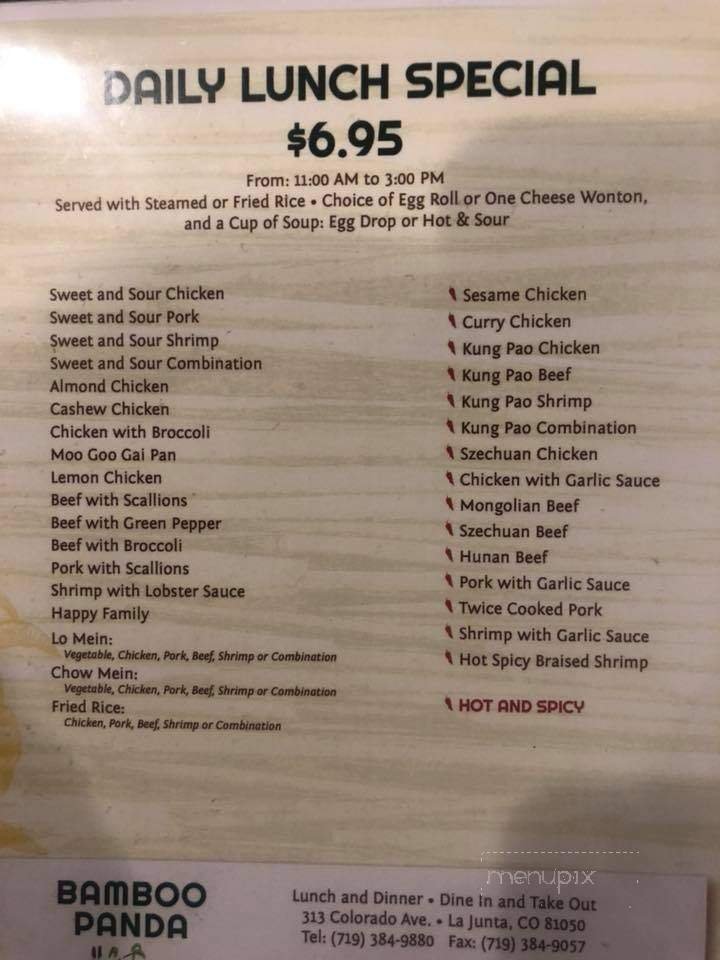 DAILY LUNCH SPECIAL
$6.95
From: 11:00 AM to 3:00 PM
Served with Steamed or Fried Rice • Choice of Egg Roll or One Cheese Wonton,
and a Cup of Soup: Egg Drop or Hot & Sour
Sweet and Sour Chicken
Sweet and Sour Pork
Sweet and Sour Shrimp
Sweet and Sour Combination
Almond Chicken
Cashew Chicken
Chicken with Broccoli
Moo Goo Gai Pan
Lemon Chicken
Beef with Scallions
Beef with Green Pepper
Beef with Broccoli
Pork with Scallions
Shrimp with Lobster Sauce
Happy Family
Lo Mein:
Vegetable, Chicken, Pork, Beef, Shrimp or Combination
Chow Mein:
Vegetable, Chicken, Pork, Beef, Shrimp or Combination
Fried Rice:
Chicken, Pork, Beef, Shrimp or Combination
Sesame Chicken
Curry Chicken
Kung Pao Chicken
Kung Pao Beef
Kung Pao Shrimp
Kung Pao Combination
Szechuan Chicken
Chicken with Garlic Sauce
Mongolian Beef
Szechuan Beef
Hunan Beef
Pork with Garlic Sauce
Twice Cooked Pork
Shrimp with Garlic Sauce
Hot Spicy Braised Shrimp
HOT AND SPICY
menupix
BAMBOO
PANDA
Lunch and Dinner • Dine In and Take Out
313 Colorado Ave. • La Junta, CO 81050
Tel: (719) 384-9880 Fax: (719) 384-9057